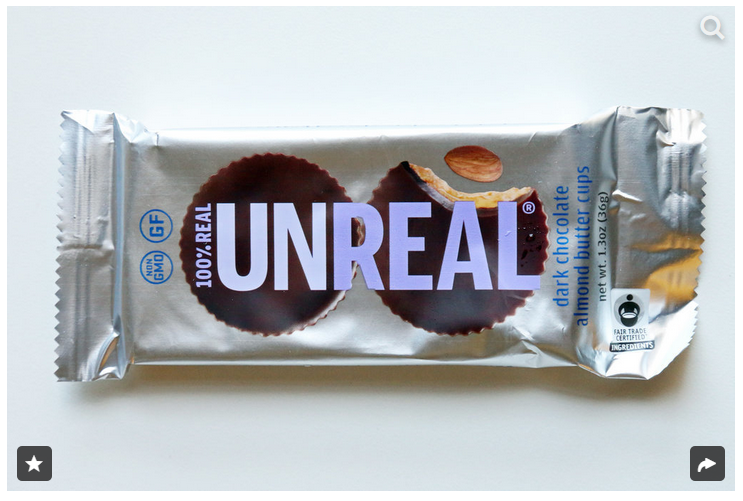 NON
GMO
GF
100% REAL
UNREAL®
dark chocolate
almond butter cups
net wt. 1.3oz (36g)
FAIR TRADE
CERTIFIED
INGREDIENTS